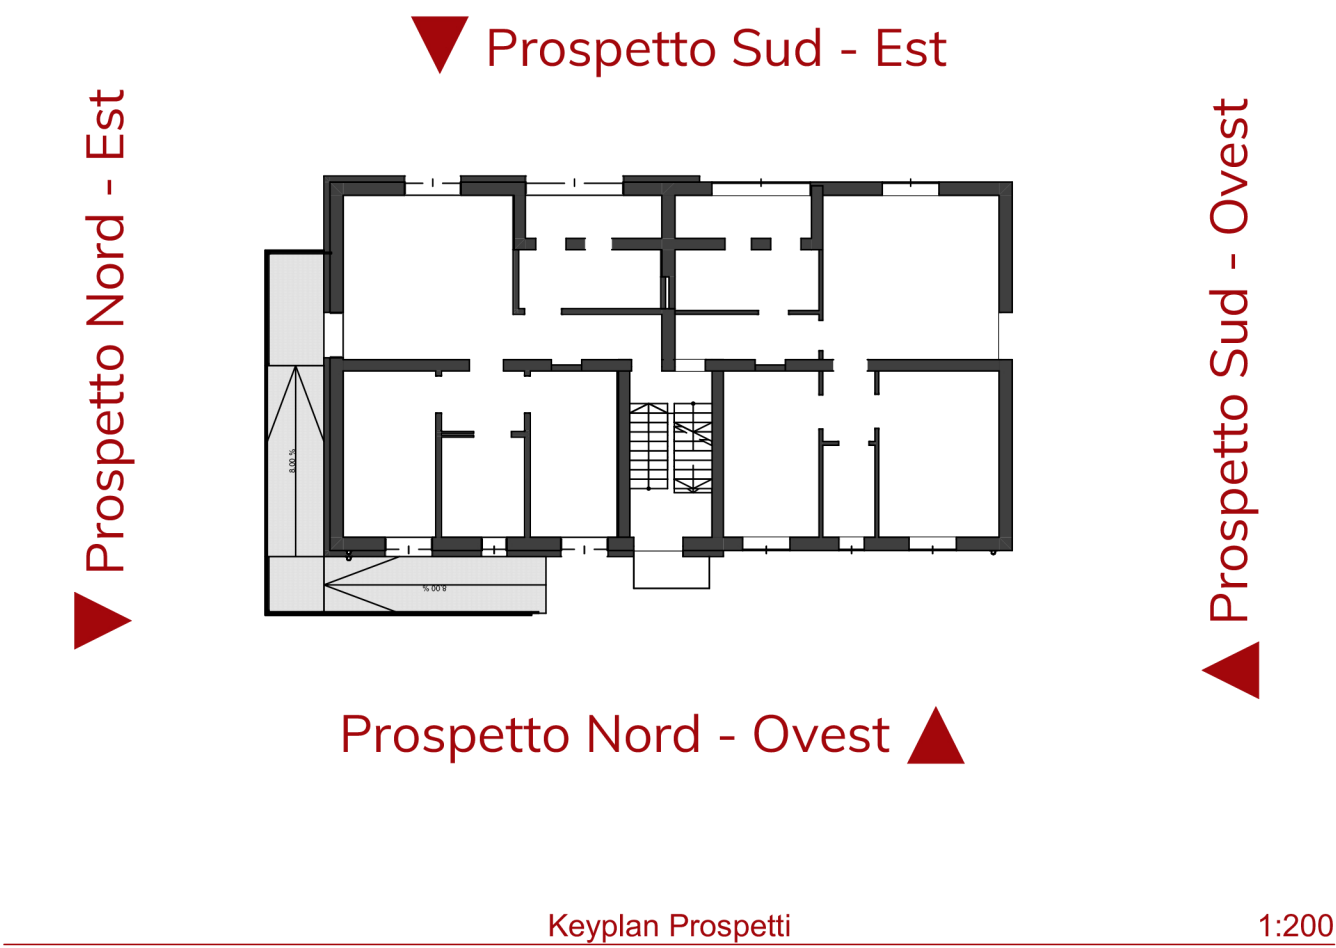 Prospetto Sud - Est
Prospetto Nord - Est
Prospetto Sud - Ovest
8.00 %
8.00 %
Prospetto Nord - Ovest
Keyplan Prospetti
1:200